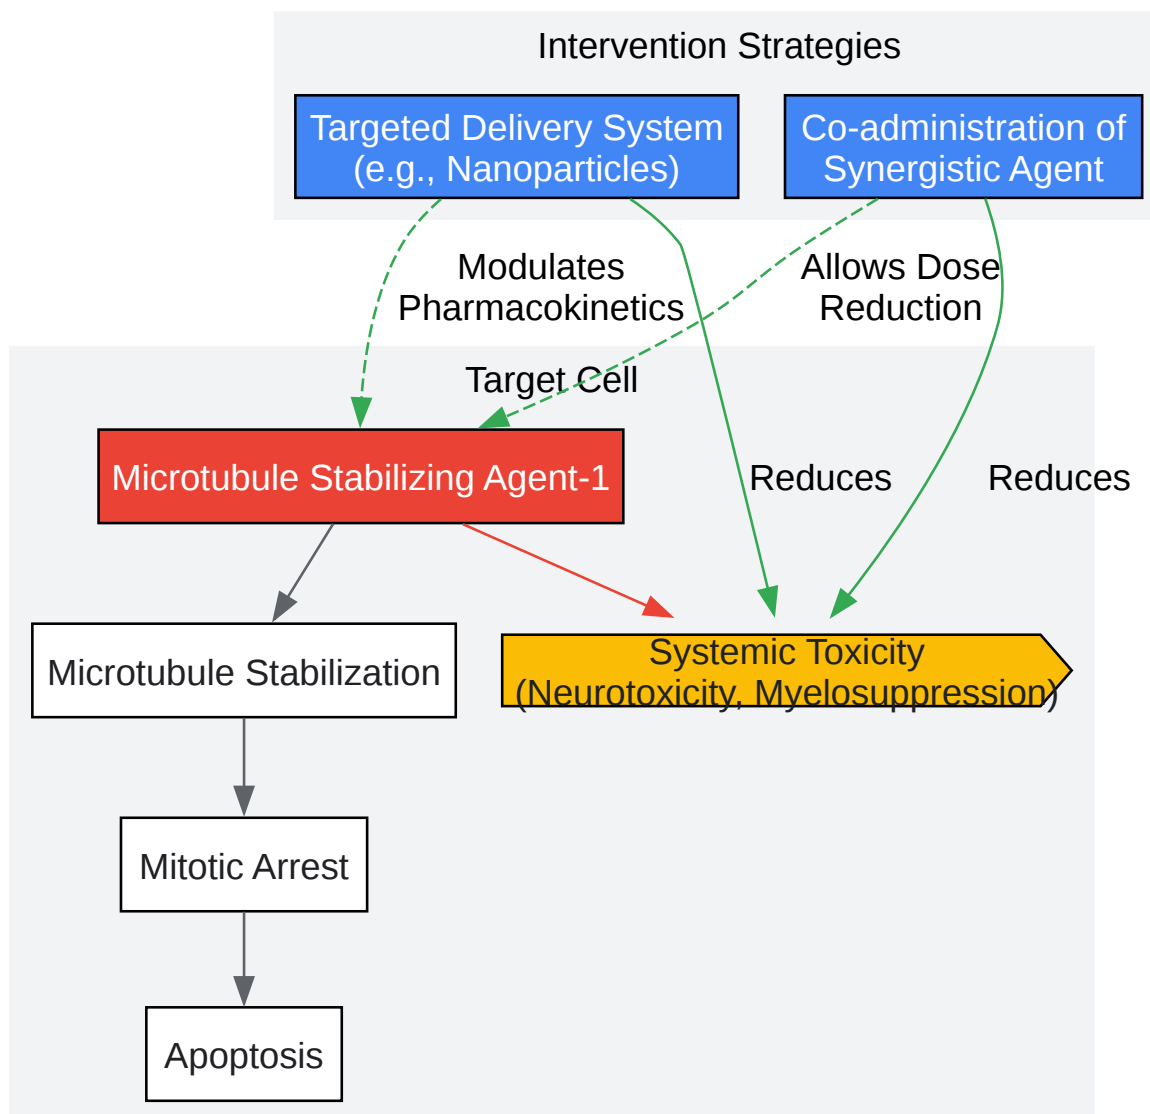 Intervention Strategies
Targeted Delivery System
(e.g., Nanoparticles)
Co-administration of
Synergistic Agent
Modulates
Pharmacokinetics
Allows Dose
Reduction
Target Cell
Microtubule Stabilizing Agent-1
Reduces
Reduces
Microtubule Stabilization
Systemic Toxicity
(Neurotoxicity, Myelosuppression)
Mitotic Arrest
Apoptosis